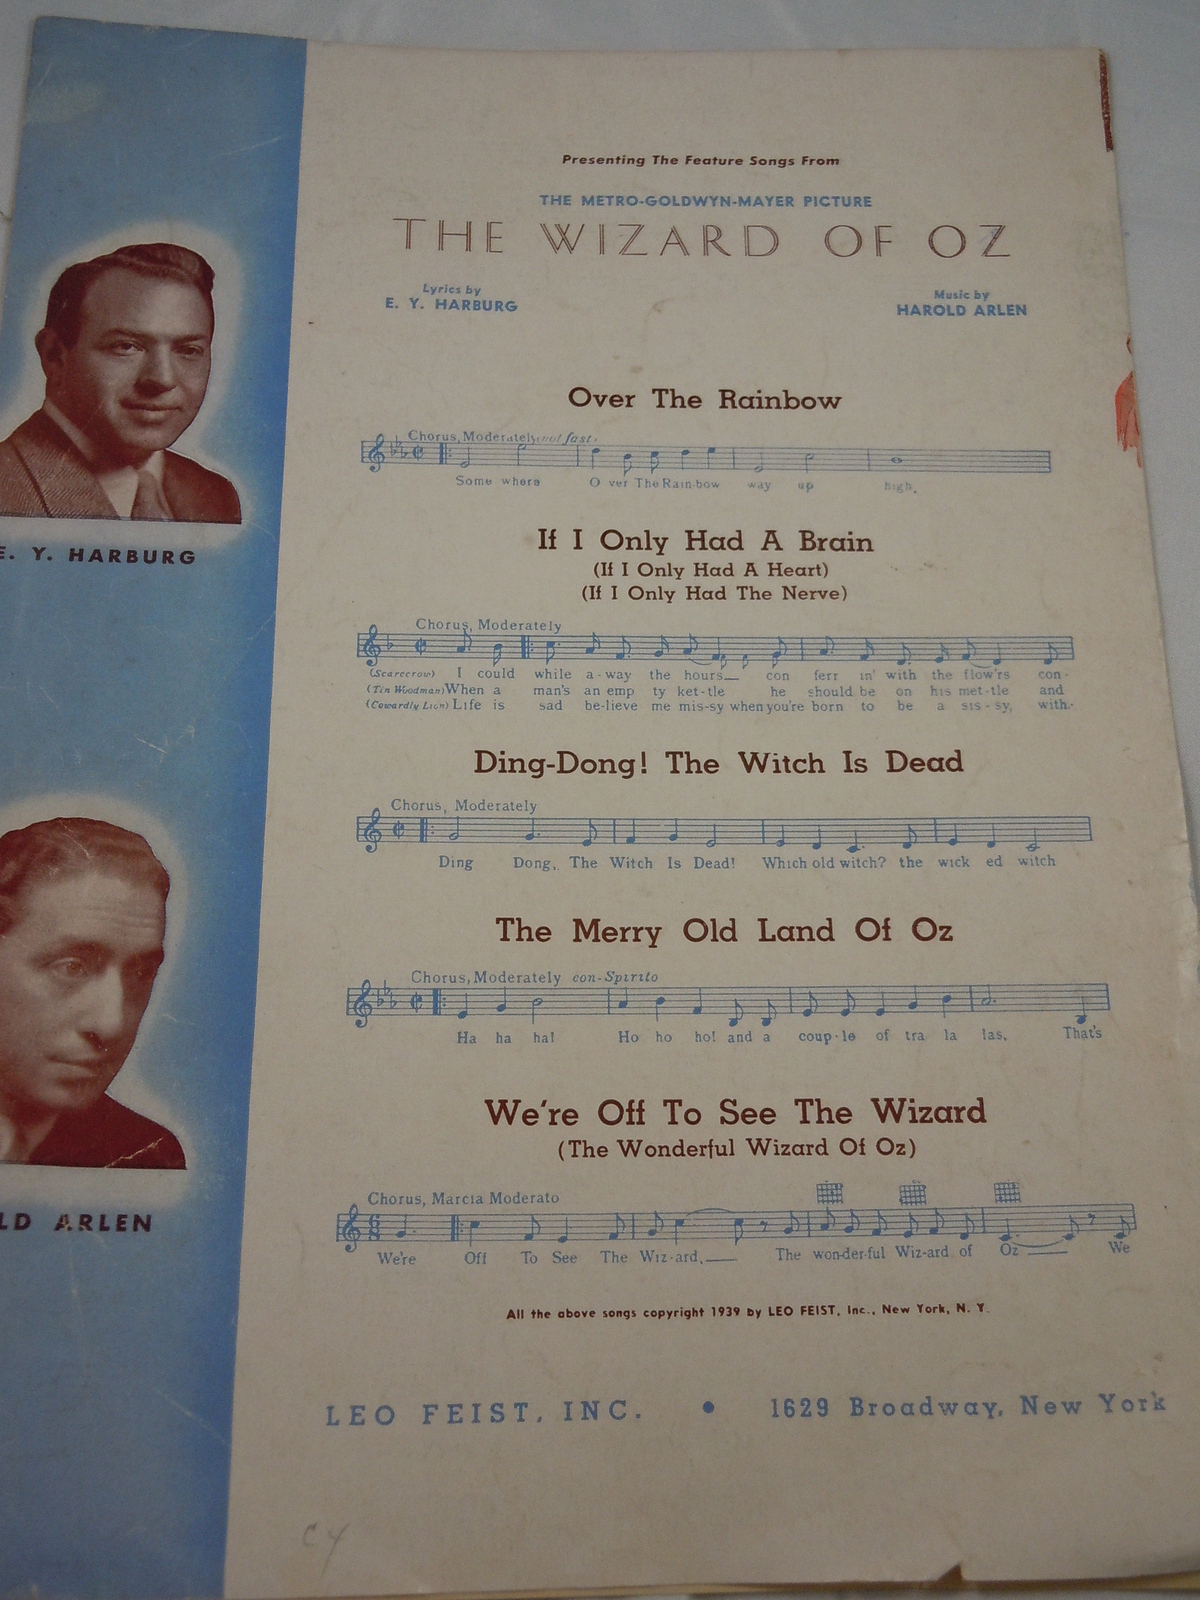 Presenting The Feature Songs From
THE METRO-GOLDWYN-MAYER PICTURE
THE WIZARD OF OZ
Lyrics by
E. Y. HARBURG
Music by
HAROLD ARLEN
Over The Rainbow
Chorus, Moderately not fast.
Some where O ver The Rain-bow way up high.
If I Only Had A Brain
(If I Only Had A Heart)
(If I Only Had The Nerve)
Chorus, Moderately
(Scarecrow) I could while a-way the hours con ferr in' with the flow'rs con-
(Tin Woodman) When a man's an emp ty ket-tle he should be on his met-tle and
(Cowardly Lion) Life is sad be-lieve me mis-sy when you're born to be a sis-sy, with-
Ding-Dong! The Witch Is Dead
Chorus, Moderately
Ding Dong, The Witch Is Dead! Which old witch? the wick ed witch
The Merry Old Land Of Oz
Chorus, Moderately con-Spirito
Ha ha ha! Ho ho ho! and a coup-le of tra la las, That's
We're Off To See The Wizard
(The Wonderful Wizard Of Oz)
Chorus, Marcia Moderato
We're Off To See The Wiz-ard, The won-der-ful Wiz-ard of Oz We
All the above songs copyright 1939 by LEO FEIST, Inc., New York, N. Y.
LEO FEIST, INC. • 1629 Broadway, New York
E. Y. HARBURG
LD ARLEN
C4